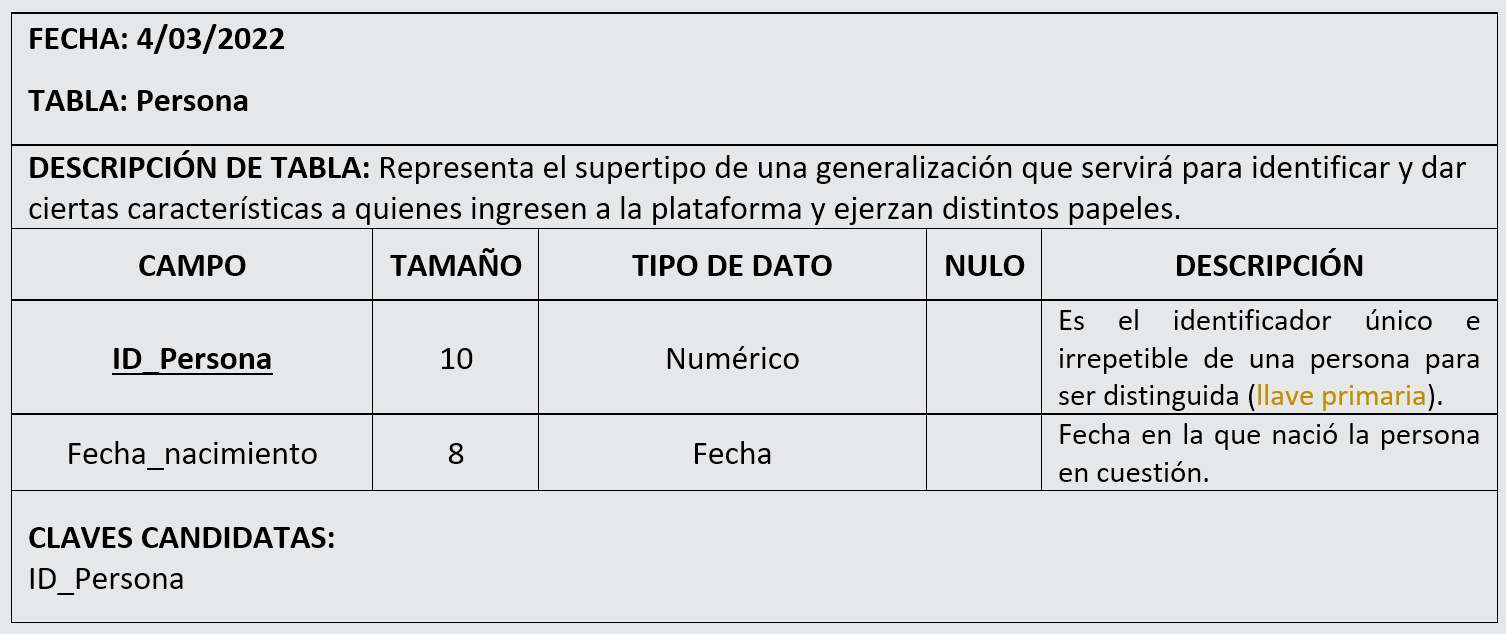 FECHA: 4/03/2022
TABLA: Persona
DESCRIPCIÓN DE TABLA: Representa el supertipo de una generalización que servirá para identificar y dar
ciertas características a quienes ingresen a la plataforma y ejerzan distintos papeles.
CAMPO TAMAÑO TIPO DE DATO NULO DESCRIPCIÓN
ID_Persona 10 Numérico
Es el identificador único e
irrepetible de una persona para
ser distinguida (llave primaria).
Fecha_nacimiento 8 Fecha
Fecha en la que nació la persona
en cuestión.
CLAVES CANDIDATAS:
ID_Persona